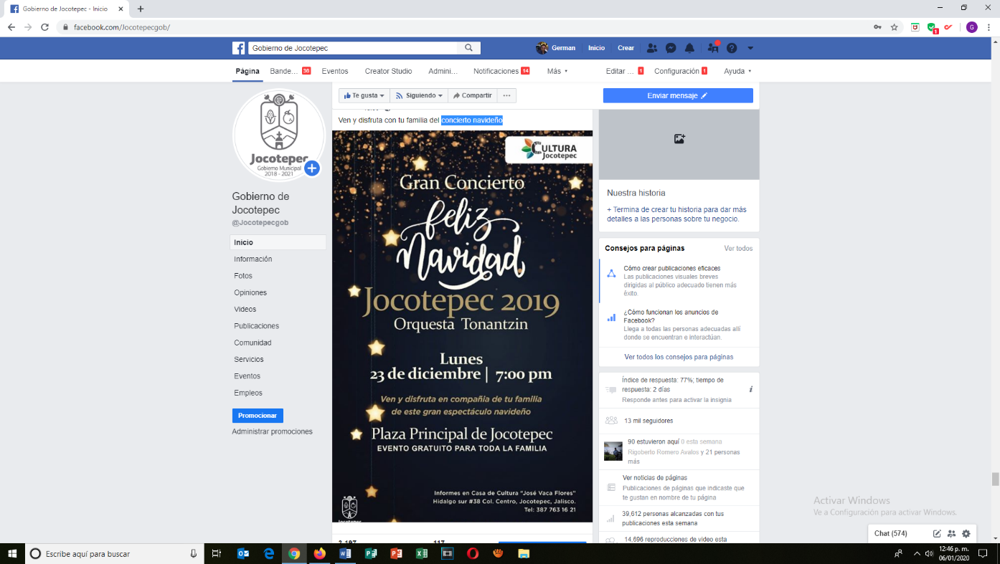 Gobierno de Jocotepec - Inicio
facebook.com/Jocotepecgob/
G
Gobierno de Jocotepec
German
Inicio
Crear
Página
Bande... 36
Eventos
Creator Studio
Admini...
Notificaciones 14
Más
Editar ... 1
Configuración 1
Ayuda
Te gusta
Siguiendo
Compartir
Enviar mensaje
Jocotepec
Gobierno Municipal
2018 - 2021
Gobierno de
Jocotepec
@Jocotepecgob
Inicio
Información
Fotos
Opiniones
Videos
Publicaciones
Comunidad
Servicios
Eventos
Empleos
Promocionar
Administrar promociones
Ven y disfruta con tu familia del concierto navideño
CULTURA
Jocotepec
Gran Concierto
feliz
Navidad
Jocotepec 2019
Orquesta Tonantzin
Lunes
23 de diciembre | 7:00 pm
Ven y disfruta en compañia de tu familia
de este gran espectáculo navideño
Plaza Principal de Jocotepec
EVENTO GRATUITO PARA TODA LA FAMILIA
Informes en Casa de Cultura "José Vaca Flores"
Hidalgo sur #38 Col. Centro, Jocotepec, Jalisco.
Tel: 387 763 16 21
Jocotepec
Nuestra historia
+ Termina de crear tu historia para dar más
detalles a las personas sobre tu negocio.
Consejos para páginas
Ver todos
Cómo crear publicaciones eficaces
Las publicaciones visuales breves
dirigidas al público adecuado tienen más
éxito.
¿Cómo funcionan los anuncios de
Facebook?
Llega a todas las personas adecuadas allí
donde se encuentran e interactúan.
Ver todos los consejos para páginas
Índice de respuesta: 77%; tiempo de
respuesta: 2 días
Responde antes para activar la insignia
13 mil seguidores
90 estuvieron aquí 0 esta semana
Rigoberto Romero Avalos y 21 personas
más
Ver noticias de páginas
Publicaciones de páginas que indicaste que
te gustan en nombre de tu página
39,612 personas alcanzadas con tus
publicaciones esta semana
14,696 reproducciones de video esta
Activar Windows
Ve a Configuración para activar Windows.
Chat (574)
Escribe aquí para buscar
12:46 p. m.
06/01/2020